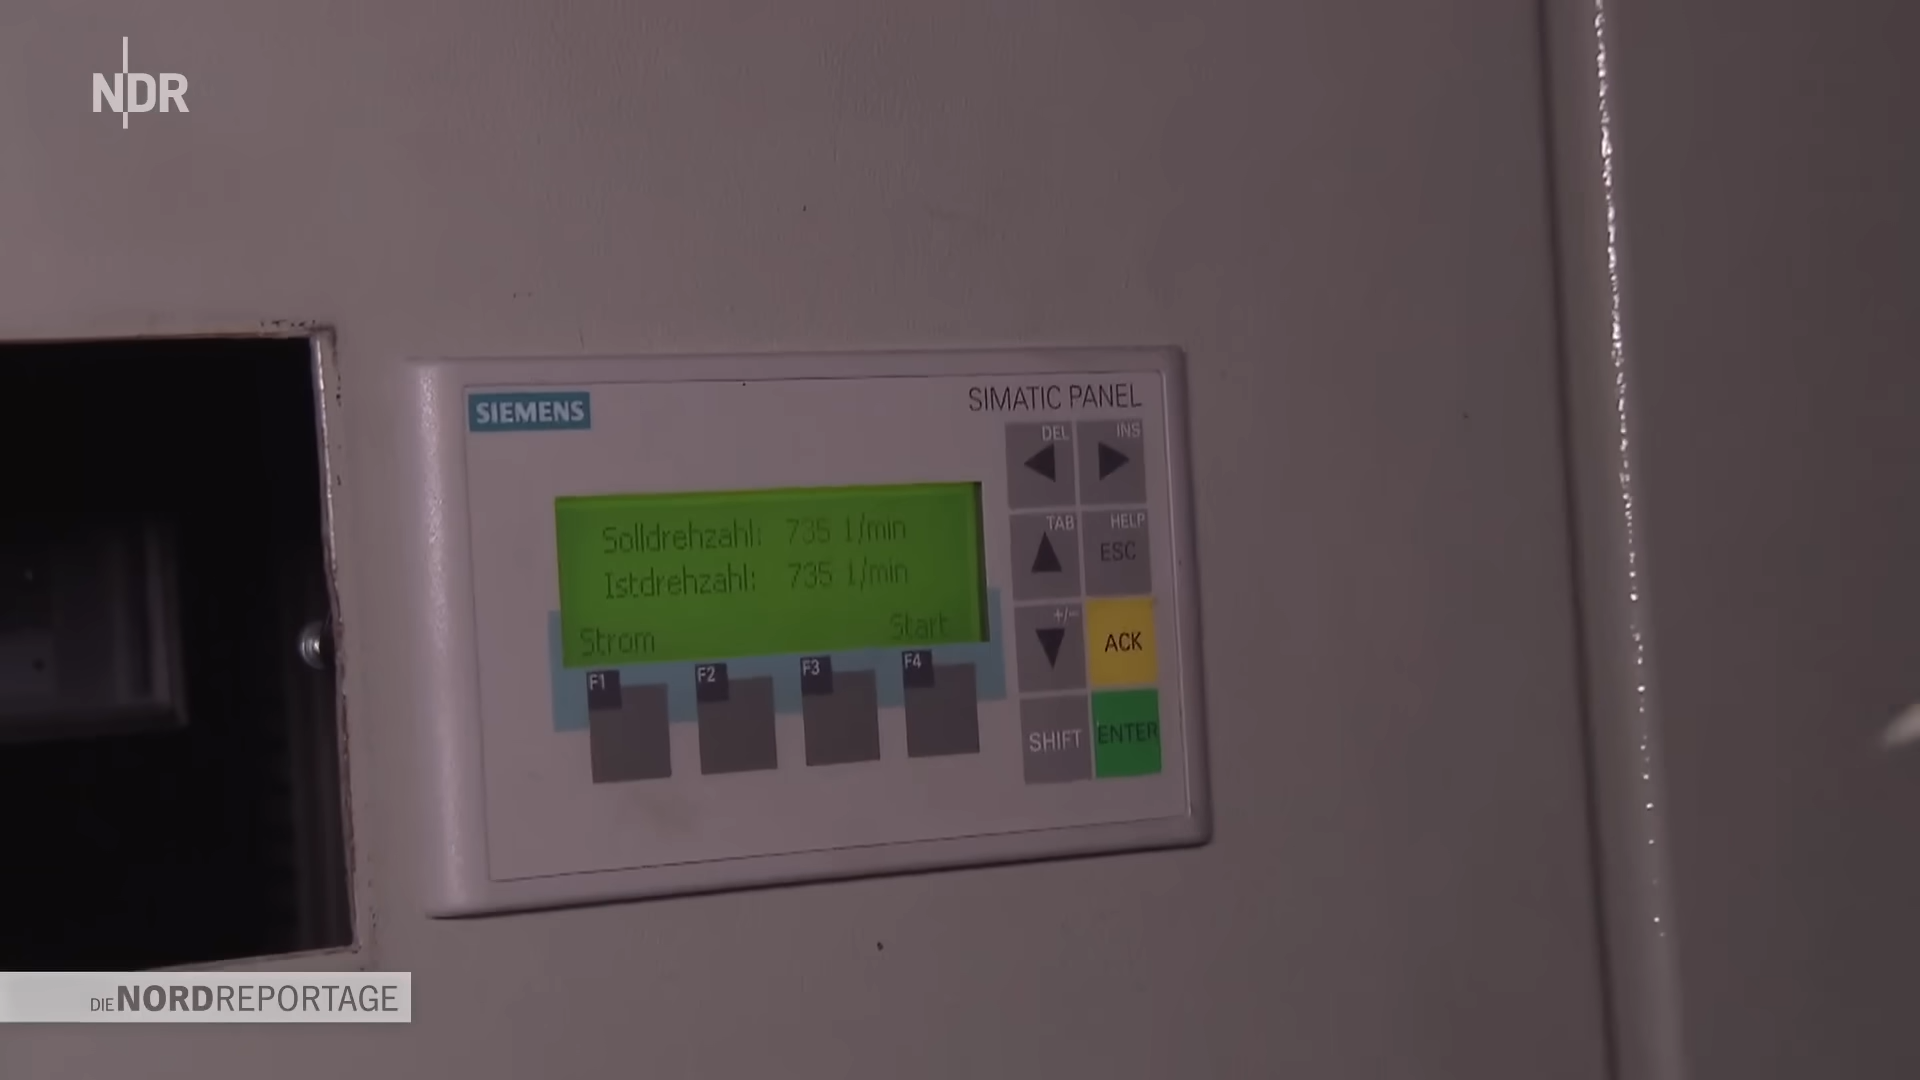 NDR
SIEMENS
SIMATIC PANEL
DEL
INS
Solldrehzahl: 735 1/min
Istdrehzahl: 735 1/min
Strom Start
TAB
HELP
ESC
+/-
ACK
F1 F2 F3 F4
SHIFT
ENTER
DIE NORDREPORTAGE